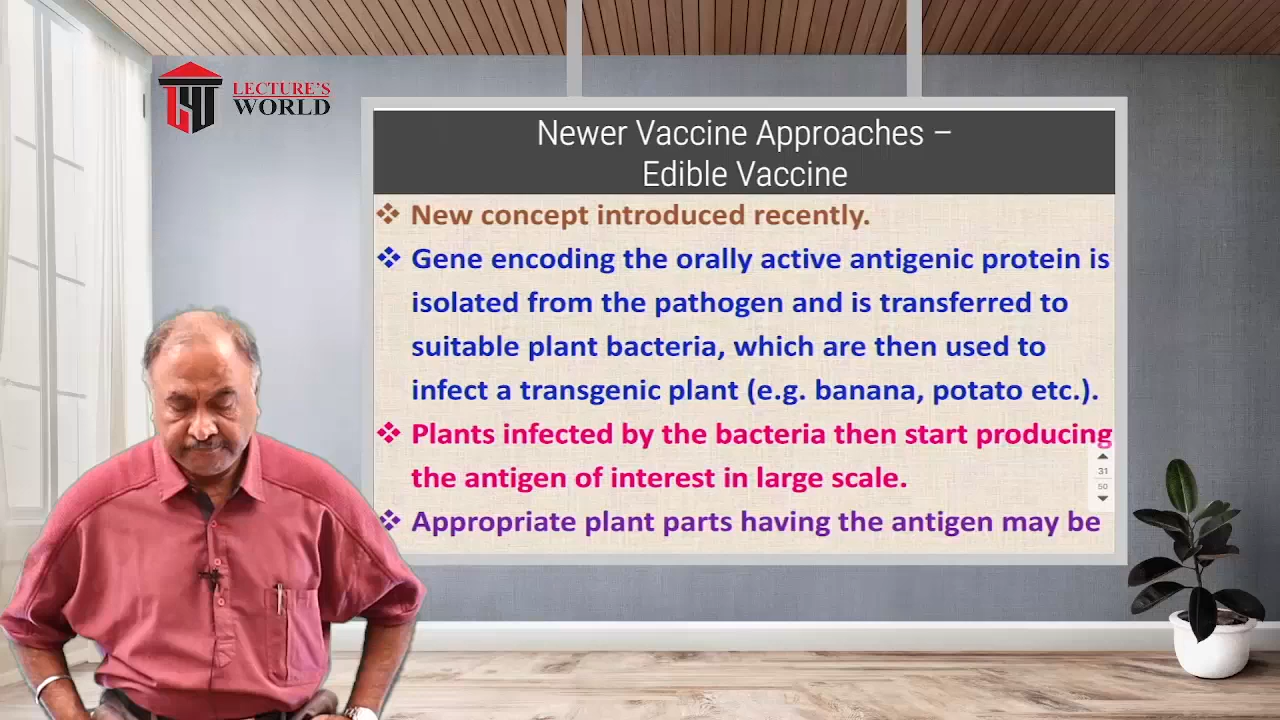 LECTURE'S
WORLD
Newer Vaccine Approaches –
Edible Vaccine
❖ New concept introduced recently.
❖ Gene encoding the orally active antigenic protein is
isolated from the pathogen and is transferred to
suitable plant bacteria, which are then used to
infect a transgenic plant (e.g. banana, potato etc.).
❖ Plants infected by the bacteria then start producing
the antigen of interest in large scale.
❖ Appropriate plant parts having the antigen may be
31
50